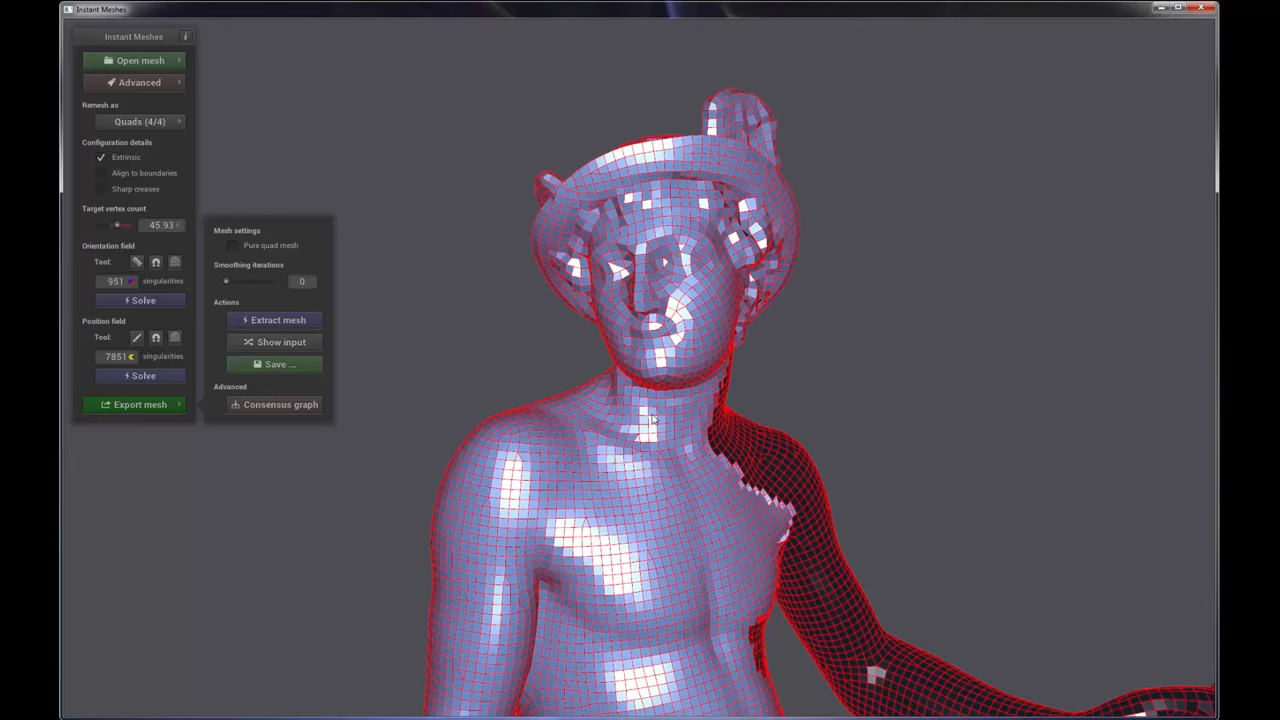 Instant Meshes
Instant Meshes i
Open mesh
Advanced
Remesh as
Quads (4/4)
Configuration details
Extrinsic
Align to boundaries
Sharp creases
Target vertex count
45.93 K
Orientation field
Tool:
951 singularities
Solve
Position field
Tool:
7851 singularities
Solve
Export mesh
Mesh settings
Pure quad mesh
Smoothing iterations
0
Actions
Extract mesh
Show input
Save ...
Advanced
Consensus graph